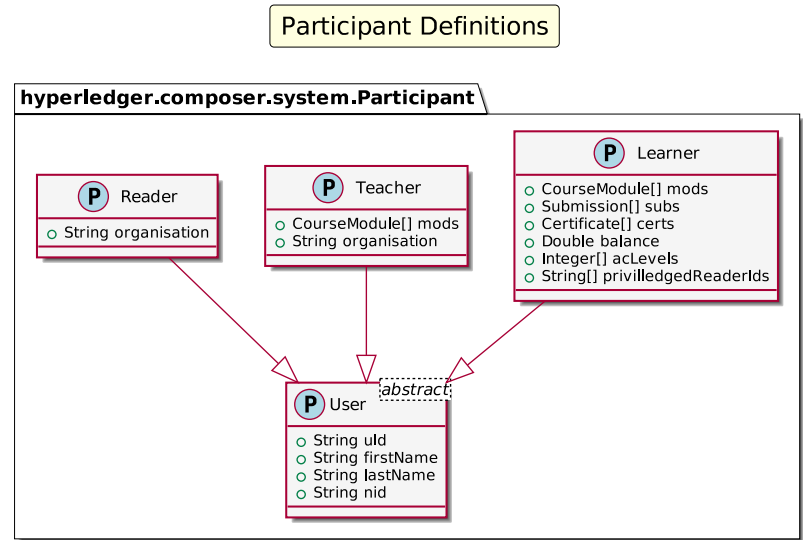 Participant Definitions
hyperledger.composer.system.Participant
P Reader
String organisation
P Teacher
CourseModule[] mods
String organisation
P Learner
CourseModule[] mods
Submission[] subs
Certificate[] certs
Double balance
Integer[] acLevels
String[] privilledgedReaderIds
abstract
P User
String uId
String firstName
String lastName
String nid